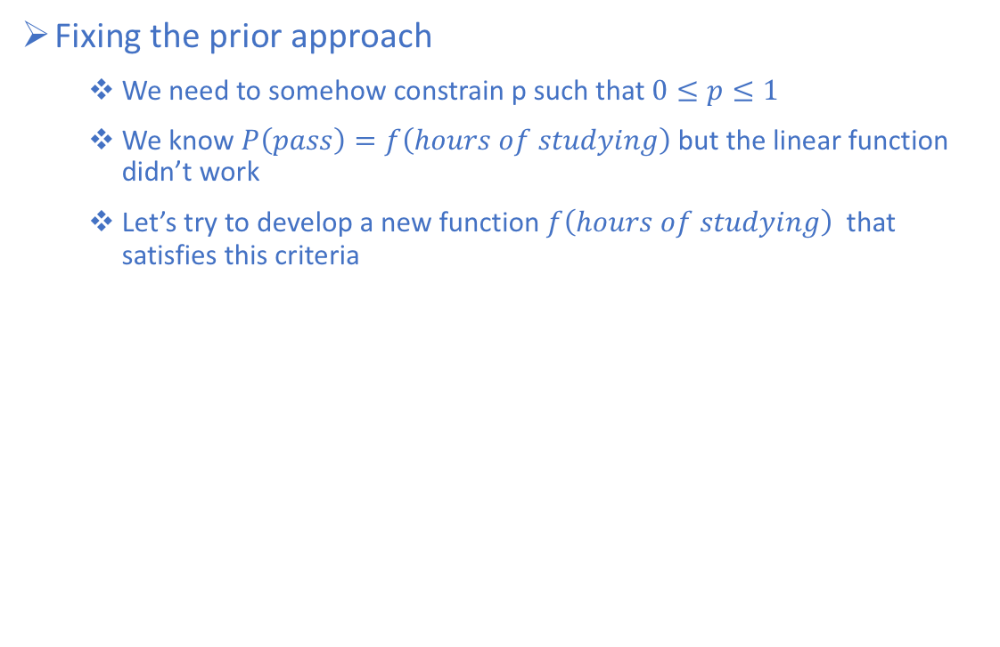 ➢ Fixing the prior approach
❖ We need to somehow constrain p such that 0 ≤ p ≤ 1
❖ We know P(pass) = f(hours of studying) but the linear function
didn’t work
❖ Let’s try to develop a new function f(hours of studying) that
satisfies this criteria